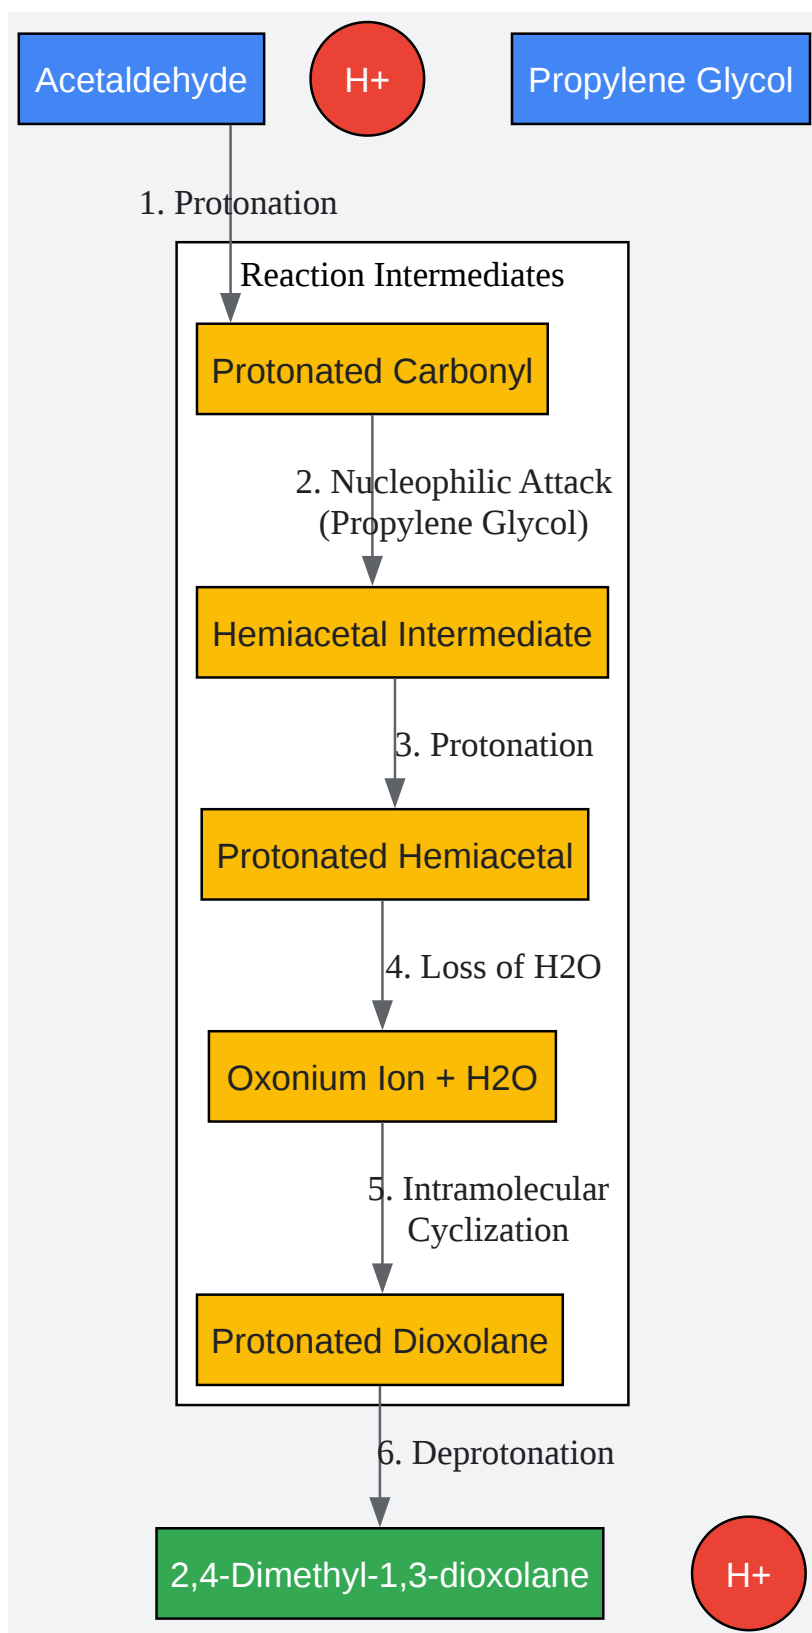 Acetaldehyde
H+
Propylene Glycol
1. Protonation
Reaction Intermediates
Protonated Carbonyl
2. Nucleophilic Attack
(Propylene Glycol)
Hemiacetal Intermediate
3. Protonation
Protonated Hemiacetal
4. Loss of H2O
Oxonium Ion + H2O
5. Intramolecular
Cyclization
Protonated Dioxolane
6. Deprotonation
2,4-Dimethyl-1,3-dioxolane
H+